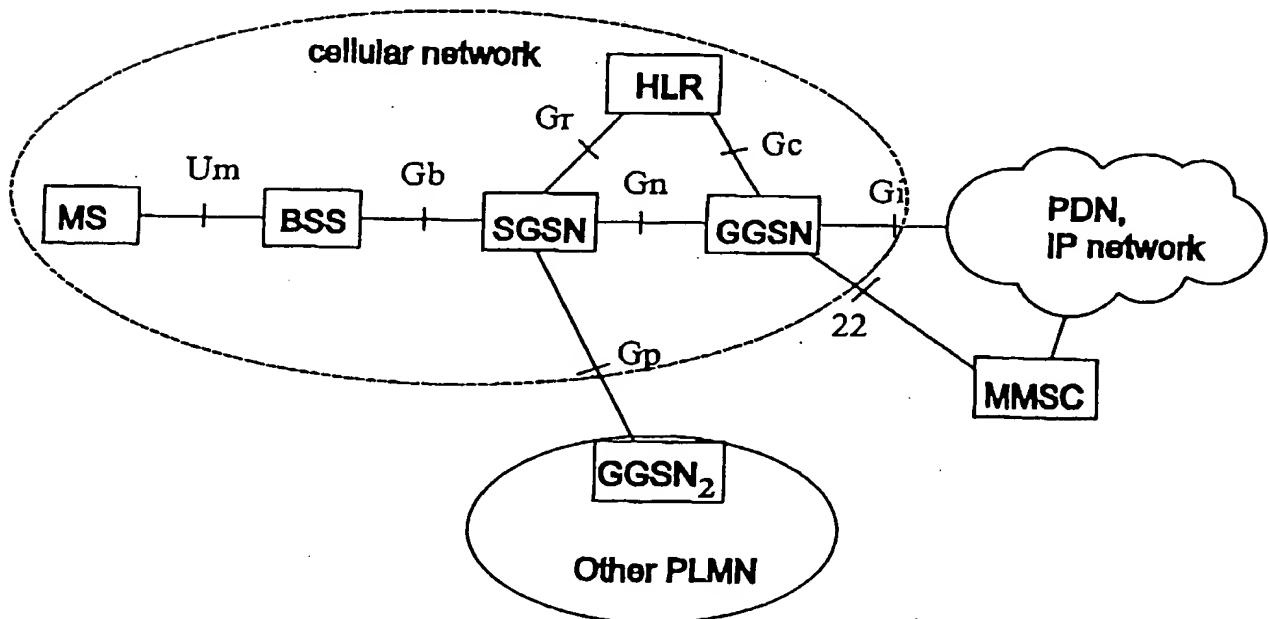 cellular network
HLR
Gr
Gc
Um
Gb
Gn
Gi
MS
BSS
SGSN
GGSN
PDN,
IP network
22
Gp
MMSC
GGSN₂
Other PLMN